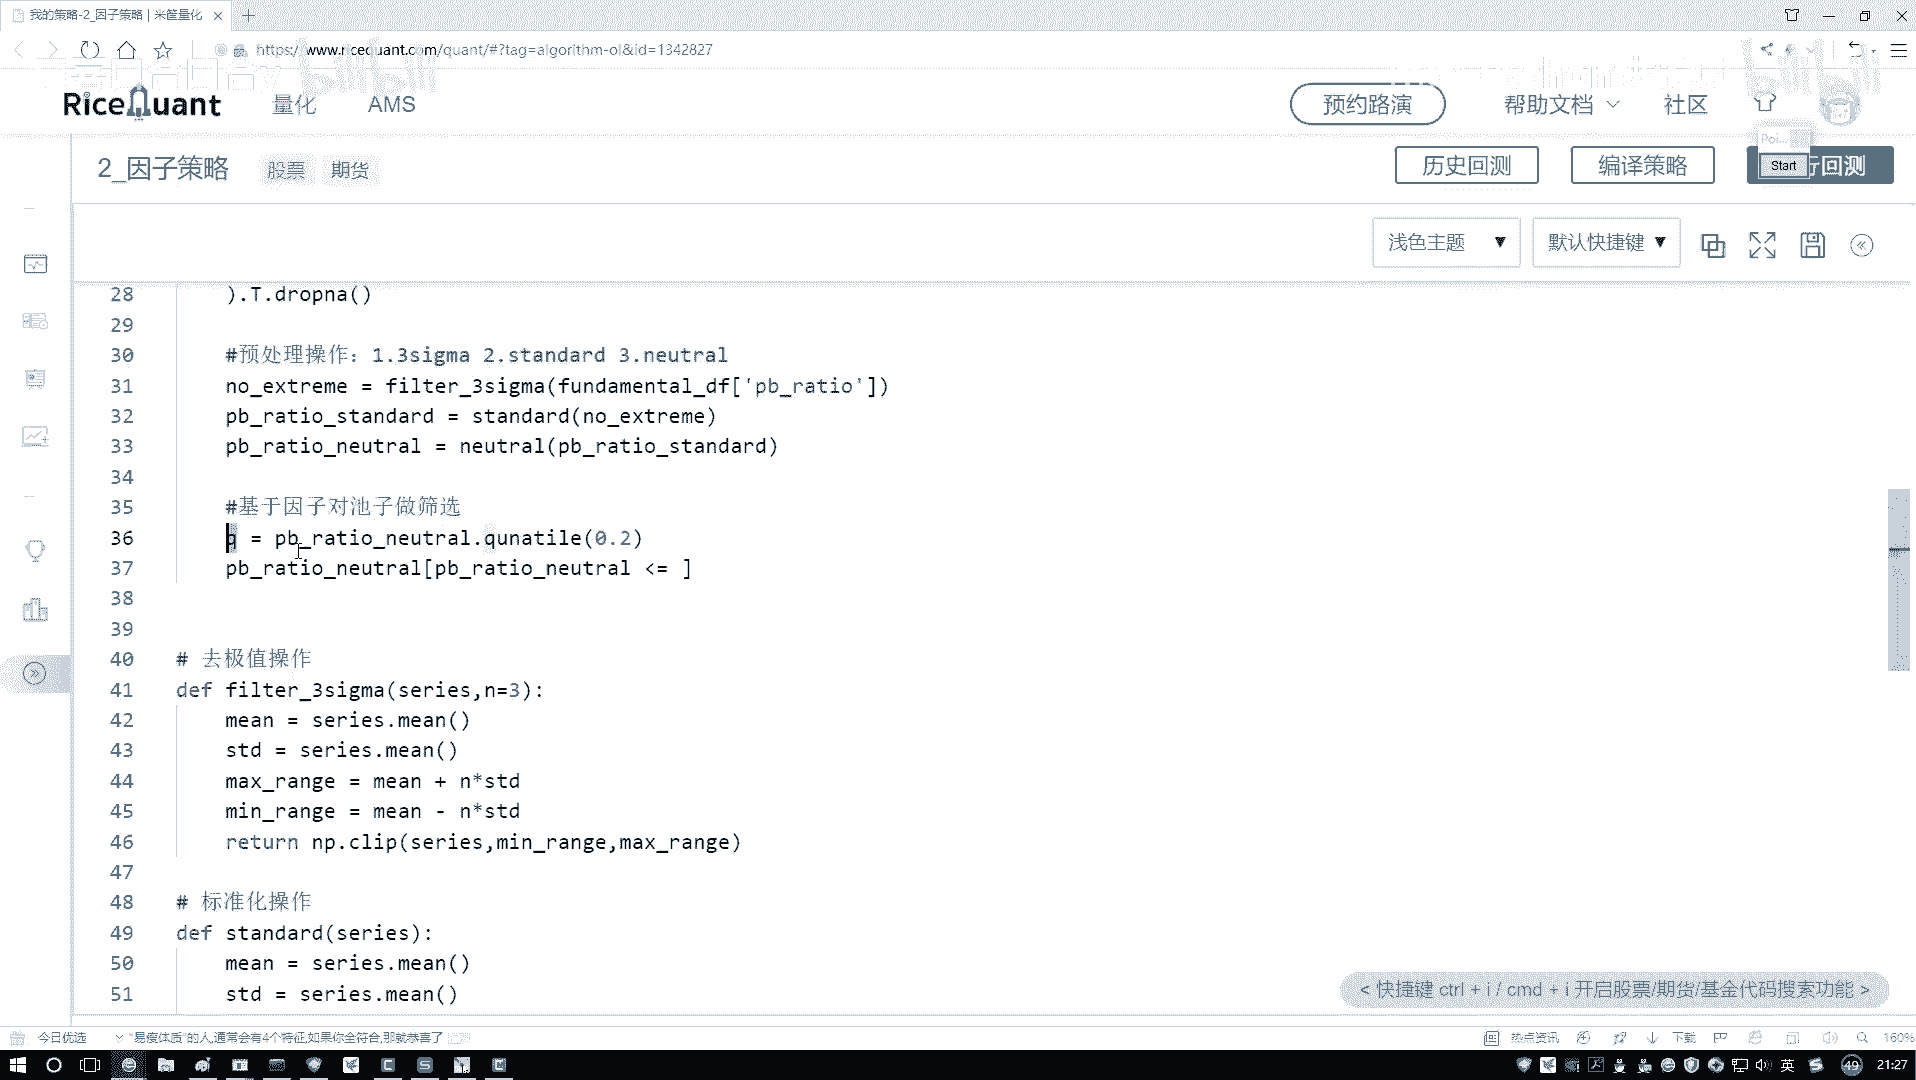 我的策略-2_因子策略 | 米筐量化
https://www.ricequant.com/quant/#?tag=algorithm-ol&id=1342827
RiceQuant 量化 AMS 预约路演 帮助文档 社区
Poi...
2_因子策略 股票 期货 历史回测 编译策略 Start 行回测
浅色主题 ▼ 默认快捷键 ▼
28 ).T.dropna()
29
30 #预处理操作：1.3sigma 2.standard 3.neutral
31 no_extreme = filter_3sigma(fundamental_df['pb_ratio'])
32 pb_ratio_standard = standard(no_extreme)
33 pb_ratio_neutral = neutral(pb_ratio_standard)
34
35 #基于因子对池子做筛选
36 q = pb_ratio_neutral.qunatile(0.2)
37 pb_ratio_neutral[pb_ratio_neutral <= ]
38
39
40 # 去极值操作
41 def filter_3sigma(series,n=3):
42 mean = series.mean()
43 std = series.mean()
44 max_range = mean + n*std
45 min_range = mean - n*std
46 return np.clip(series,min_range,max_range)
47
48 # 标准化操作
49 def standard(series):
50 mean = series.mean()
51 std = series.mean()
< 快捷键 ctrl + i / cmd + i 开启股票/期货/基金代码搜索功能 >
今日优选 "易瘦体质"的人,通常会有4个特征,如果你全符合,那就恭喜了 热点资讯 下载 160%
英 49 21:27